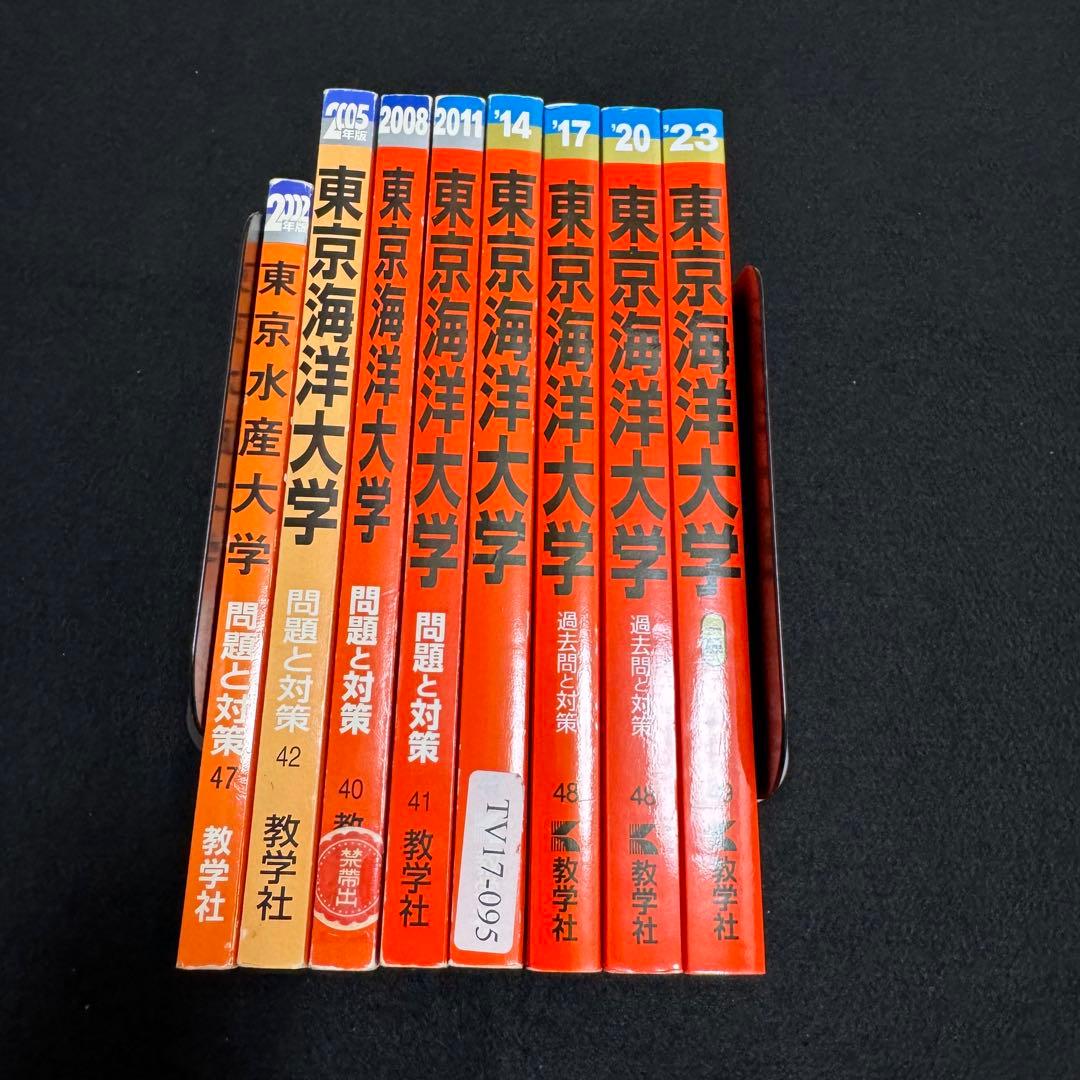 2002年版
東京水産大学
問題と対策
47
教学社
2005年版
東京海洋大学
問題と対策
42
教学社
2008
東京海洋大学
問題と対策
40
教
禁帯出
2011
東京海洋大学
問題と対策
41
教学社
'14
東京海洋大学
TV17-095
'17
東京海洋大学
過去問と対策
48
教学社
'20
東京海洋大学
過去問と対策
48
教学社
'23
東京海洋大学
教学社